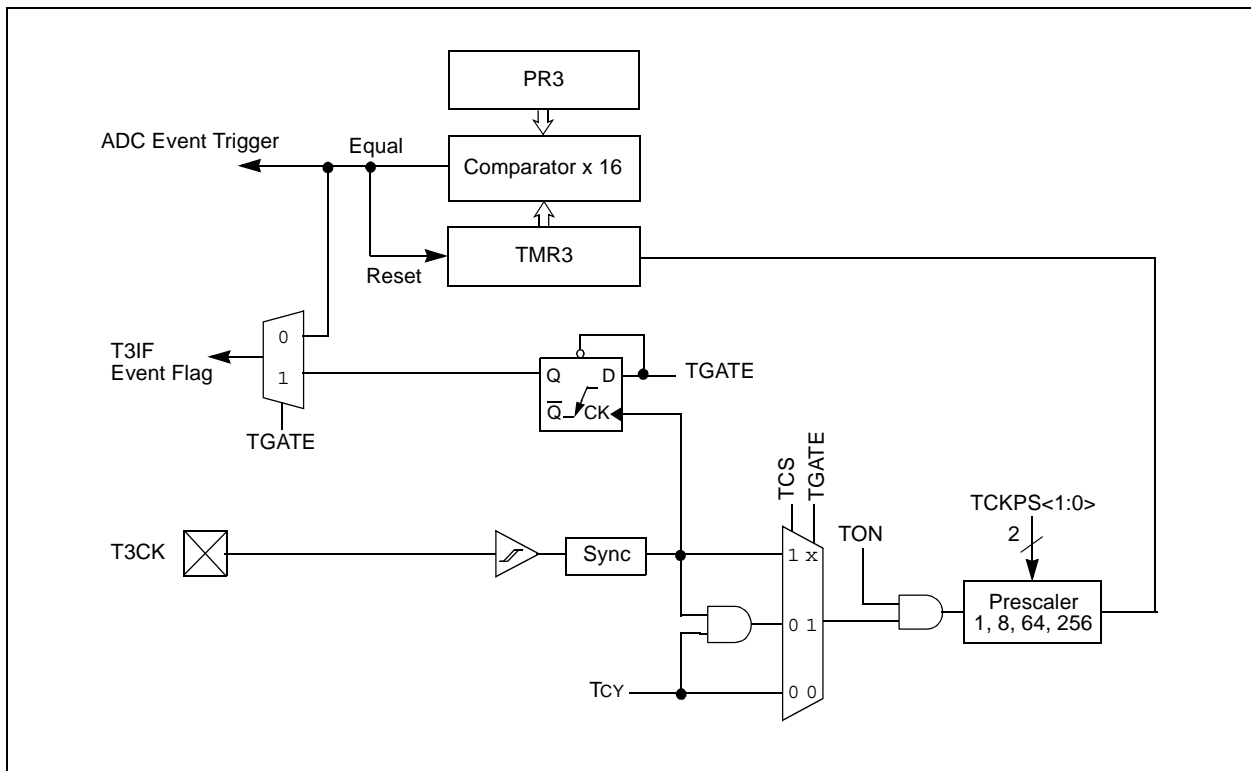 PR3
ADC Event Trigger
Equal
Comparator x 16
TMR3
Reset
0
T3IF
Event Flag
1
TGATE
Q
D
TGATE
Q̅
CK
TCS
TGATE
TCKPS<1:0>
2
TON
T3CK
Sync
1 x
Prescaler
1, 8, 64, 256
0 1
TCY
0 0